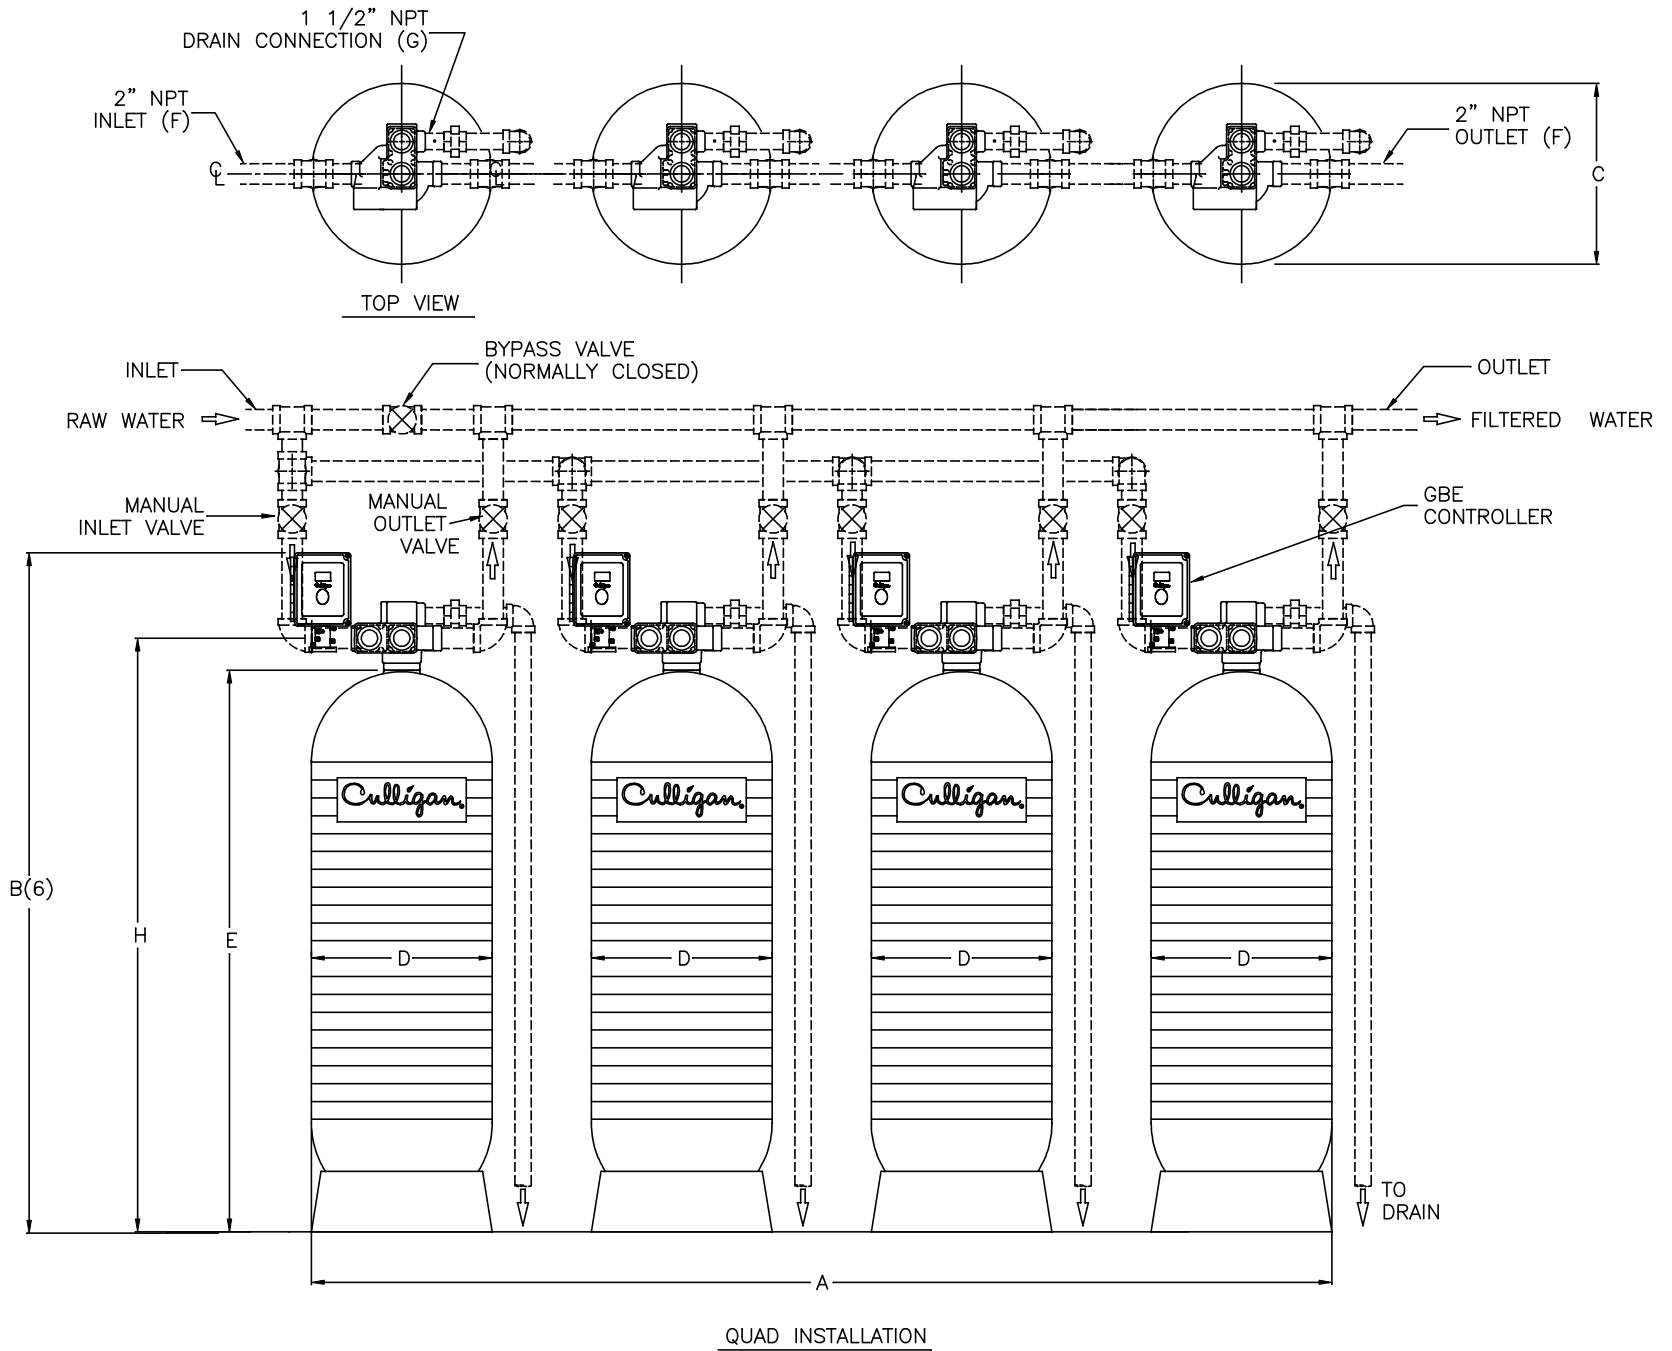 1 1/2" NPT
DRAIN CONNECTION (G)
2" NPT
INLET (F)
2" NPT
OUTLET (F)
℄
C
TOP VIEW
BYPASS VALVE
(NORMALLY CLOSED)
INLET
OUTLET
RAW WATER
FILTERED WATER
MANUAL
INLET VALVE
MANUAL
OUTLET
VALVE
GBE
CONTROLLER
Culligan
Culligan
Culligan
Culligan
B(6)
H
E
D
D
D
D
TO
DRAIN
A
QUAD INSTALLATION